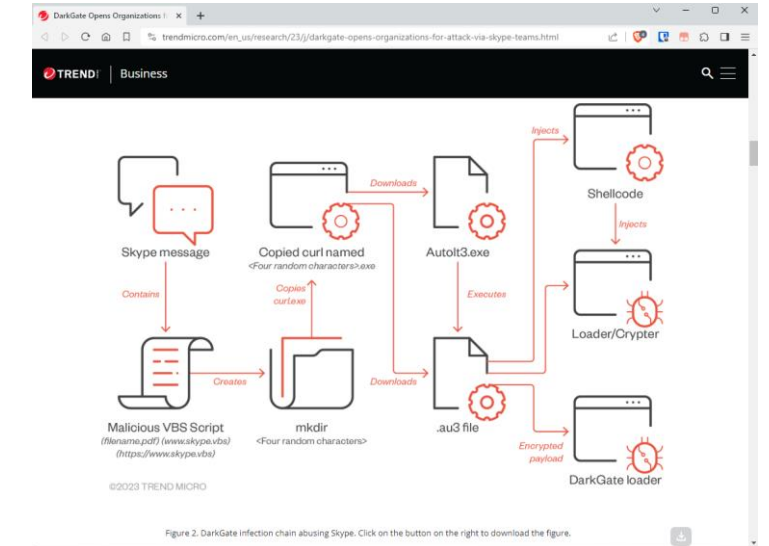 DarkGate Opens Organizations f
trendmicro.com/en_us/research/23/j/darkgate-opens-organizations-for-attack-via-skype-teams.html
TREND | Business
Injects
Shellcode
Injects
Skype message
Contains
Copied curl named
<Four random characters>.exe
Copies
curl.exe
Downloads
AutoIt3.exe
Executes
Loader/Crypter
Creates
Downloads
Malicious VBS Script
(filename.pdf) (www.skype.vbs)
(https://www.skype.vbs)
mkdir
<Four random characters>
.au3 file
Encrypted
payload
DarkGate loader
©2023 TREND MICRO
Figure 2. DarkGate infection chain abusing Skype. Click on the button on the right to download the figure.